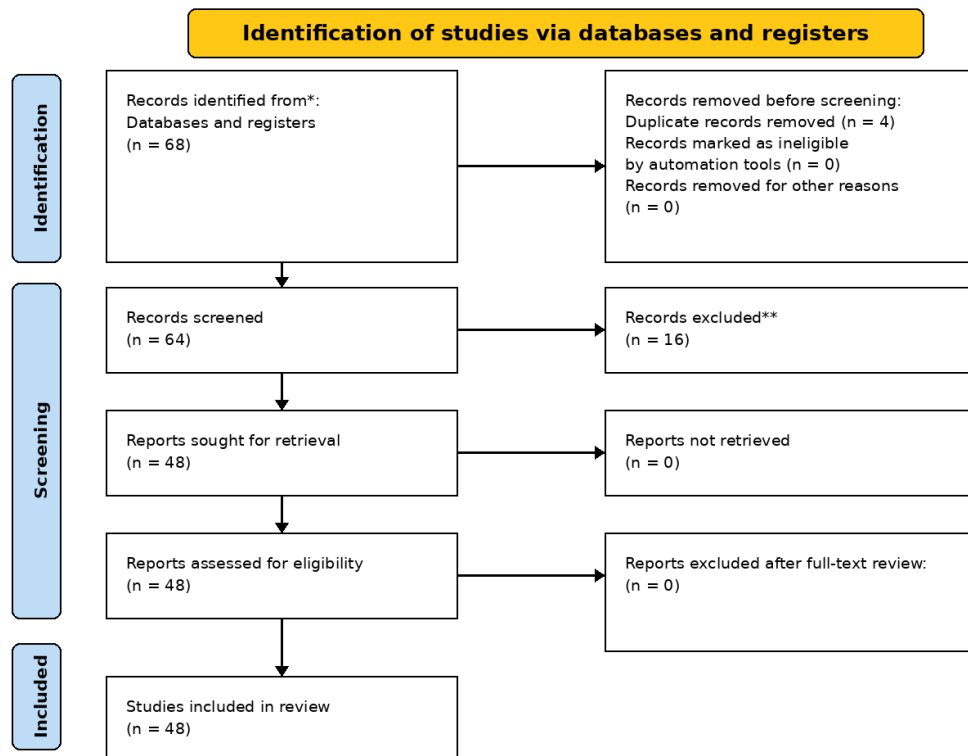 Identification of studies via databases and registers
Identification
Records identified from*:
Databases and registers
(n = 68)
Records removed before screening:
Duplicate records removed (n = 4)
Records marked as ineligible
by automation tools (n = 0)
Records removed for other reasons
(n = 0)
Screening
Records screened
(n = 64)
Records excluded**
(n = 16)
Reports sought for retrieval
(n = 48)
Reports not retrieved
(n = 0)
Reports assessed for eligibility
(n = 48)
Reports excluded after full-text review:
(n = 0)
Included
Studies included in review
(n = 48)